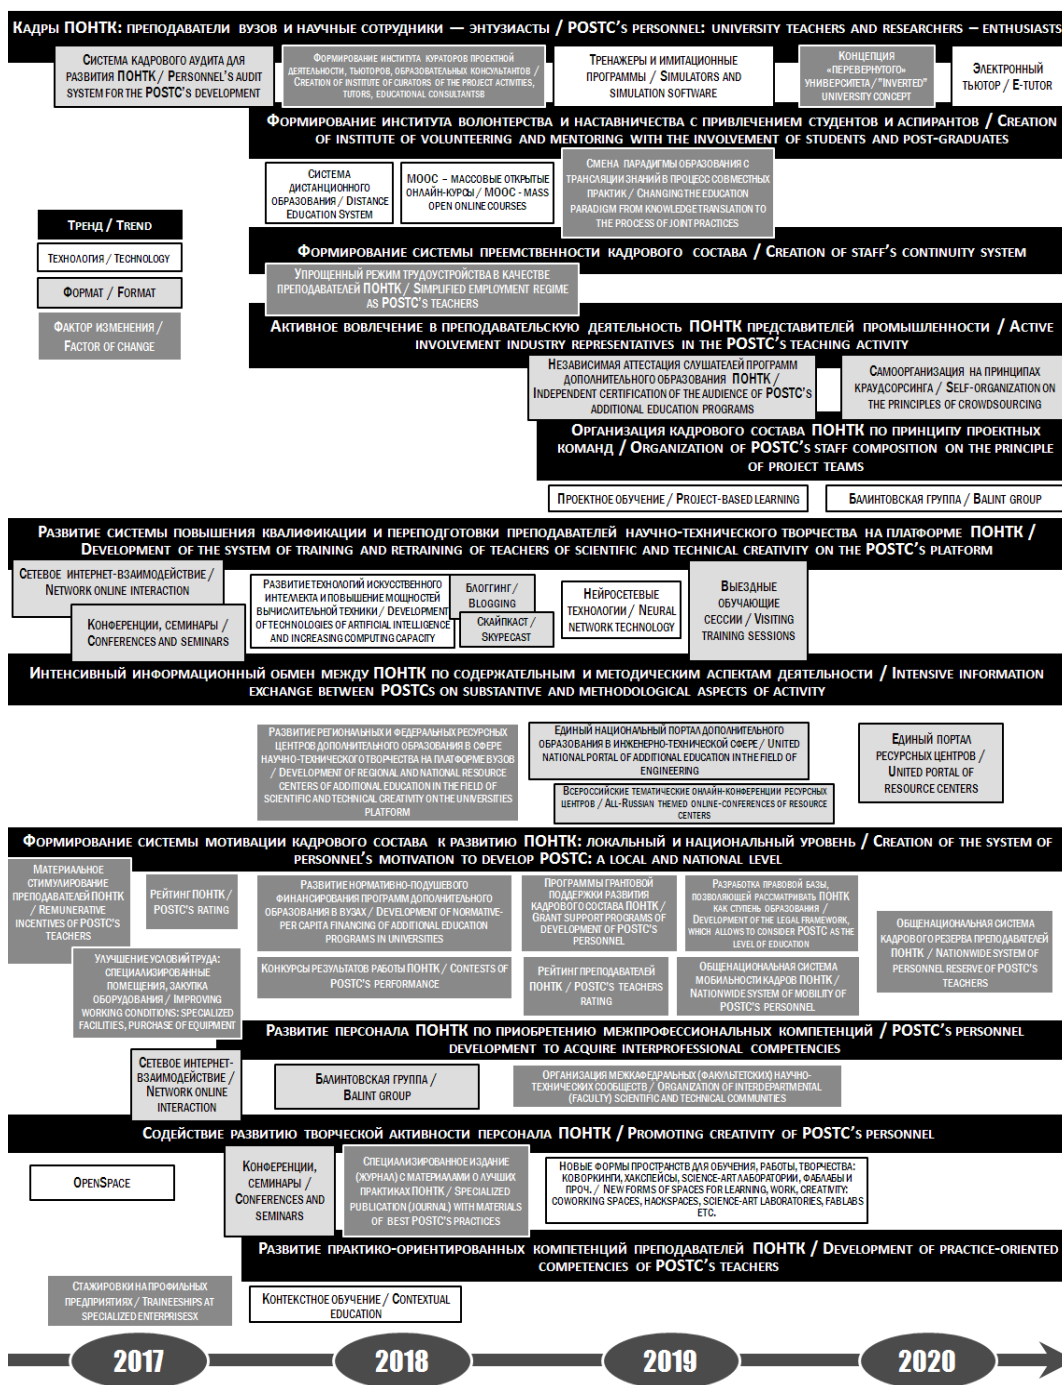 Кадры ПОНТК: преподаватели вузов и научные сотрудники — энтузиасты / POSTC's personnel: university teachers and researchers – enthusiasts
Система кадрового аудита для
развития ПОНТК / Personnel's audit
system for the POSTC's development
Формирование института кураторов проектной
деятельности, тьюторов, образовательных консультантов /
Creation of institute of curators of the project activities,
tutors, educational consultantsв
Тренажеры и имитационные
программы / Simulators and
simulation software
Концепция
«перевернутого»
университета / "Inverted"
university concept
Электронный
тьютор / E-tutor
Формирование института волонтерства и наставничества с привлечением студентов и аспирантов / Creation
of institute of volunteering and mentoring with the involvement of students and post-graduates
Система
дистанционного
образования / Distance
Education System
МООС – массовые открытые
онлайн-курсы / MOOC - mass
open online courses
Смена парадигмы образования с
трансляции знаний в процесс совместных
практик / Changing the education
paradigm from knowledge translation to
the process of joint practices
Тренд / Trend
Технология / Technology
Формат / Format
Фактор изменения /
Factor of change
Формирование системы преемственности кадрового состава / Creation of staff's continuity system
Упрощенный режим трудоустройства в качестве
преподавателей ПОНТК / Simplified employment regime
as POSTC's teachers
Активное вовлечение в преподавательскую деятельность ПОНТК представителей промышленности / Active
involvement industry representatives in the POSTC's teaching activity
Независимая аттестация слушателей программ
дополнительного образования ПОНТК /
Independent certification of the audience of POSTC's
additional education programs
Самоорганизация на принципах
краудсорсинга / Self-organization on
the principles of crowdsourcing
Организация кадрового состава ПОНТК по принципу проектных
команд / Organization of POSTC's staff composition on the principle
of project teams
Проектное обучение / Project-based learning
Балинтовская группа / Balint group
Развитие системы повышения квалификации и переподготовки преподавателей научно-технического творчества на платформе ПОНТК /
Development of the system of training and retraining of teachers of scientific and technical creativity on the POSTC's platform
Сетевое интернет-взаимодействие /
Network online interaction
Конференции, семинары /
Conferences and seminars
Развитие технологий искусственного
интеллекта и повышение мощностей
вычислительной техники / Development
of technologies of artificial intelligence
and increasing computing capacity
Блоггинг /
Blogging
Скайпкаст /
Skypecast
Нейросетевые
технологии / Neural
network technology
Выездные
обучающие
сессии / Visiting
training sessions
Интенсивный информационный обмен между ПОНТК по содержательным и методическим аспектам деятельности / Intensive information
exchange between POSTCs on substantive and methodological aspects of activity
Развитие региональных и федеральных ресурсных
центров дополнительного образования в сфере
научно-технического творчества на платформе вузов
/ Development of regional and national resource
centers of additional education in the field of
scientific and technical creativity on the universities
platform
Единый национальный портал дополнительного
образования в инженерно-технической сфере / United
national portal of additional education in the field of
engineering
Всероссийские тематические онлайн-конференции ресурсных
центров / All-Russian themed online-conferences of resource
centers
Единый портал
ресурсных центров /
United portal of
resource centers
Формирование системы мотивации кадрового состава к развитию ПОНТК: локальный и национальный уровень / Creation of the system of
personnel's motivation to develop POSTC: a local and national level
Материальное
стимулирование
преподавателей ПОНТК
/ Remunerative
incentives of POSTC's
teachers
Рейтинг ПОНТК /
POSTC's rating
Развитие нормативно-подушевого
финансирования программ дополнительного
образования в вузах / Development of normative-
per capita financing of additional education
programs in universities
Программы грантовой
поддержки развития
кадрового состава ПОНТК /
Grant support programs of
development of POSTC's
personnel
Разработка правовой базы,
позволяющей рассматривать ПОНТК
как ступень образования /
Development of the legal framework,
which allows to consider POSTC as the
level of education
Общенациональная система
кадрового резерва преподавателей
ПОНТК / Nationwide system of
personnel reserve of POSTC's
teachers
Улучшение условий труда:
специализированные
помещения, закупка
оборудования / Improving
working conditions: specialized
facilities, purchase of equipment
Конкурсы результатов работы ПОНТК / Contests of
POSTC's performance
Рейтинг преподавателей
ПОНТК / POSTC's teachers
rating
Общенациональная система
мобильности кадров ПОНТК /
Nationwide system of mobility of
POSTC's personnel
Развитие персонала ПОНТК по приобретению межпрофессиональных компетенций / POSTC's personnel
development to acquire interprofessional competencies
Сетевое интернет-
взаимодействие /
Network online
interaction
Балинтовская группа /
Balint group
Организация межкафедральных (факультетских) научно-
технических сообществ / Organization of interdepartmental
(faculty) scientific and technical communities
Содействие развитию творческой активности персонала ПОНТК / Promoting creativity of POSTC's personnel
OpenSpace
Конференции,
семинары /
Conferences and
seminars
Специализированное издание
(журнал) с материалами о лучших
практиках ПОНТК / Specialized
publication (journal) with materials
of best POSTC's practices
Новые формы пространств для обучения, работы, творчества:
коворкинги, хакспейсы, science-art лаборатории, фаблабы и
проч. / New forms of spaces for learning, work, creativity:
coworking spaces, hackspaces, science-art laboratories, fablabs
etc.
Развитие практико-ориентированных компетенций преподавателей ПОНТК / Development of practice-oriented
competencies of POSTC's teachers
Стажировки на профильных
предприятиях / Traineeships at
specialized enterprisesх
Контекстное обучение / Contextual
education
2017
2018
2019
2020